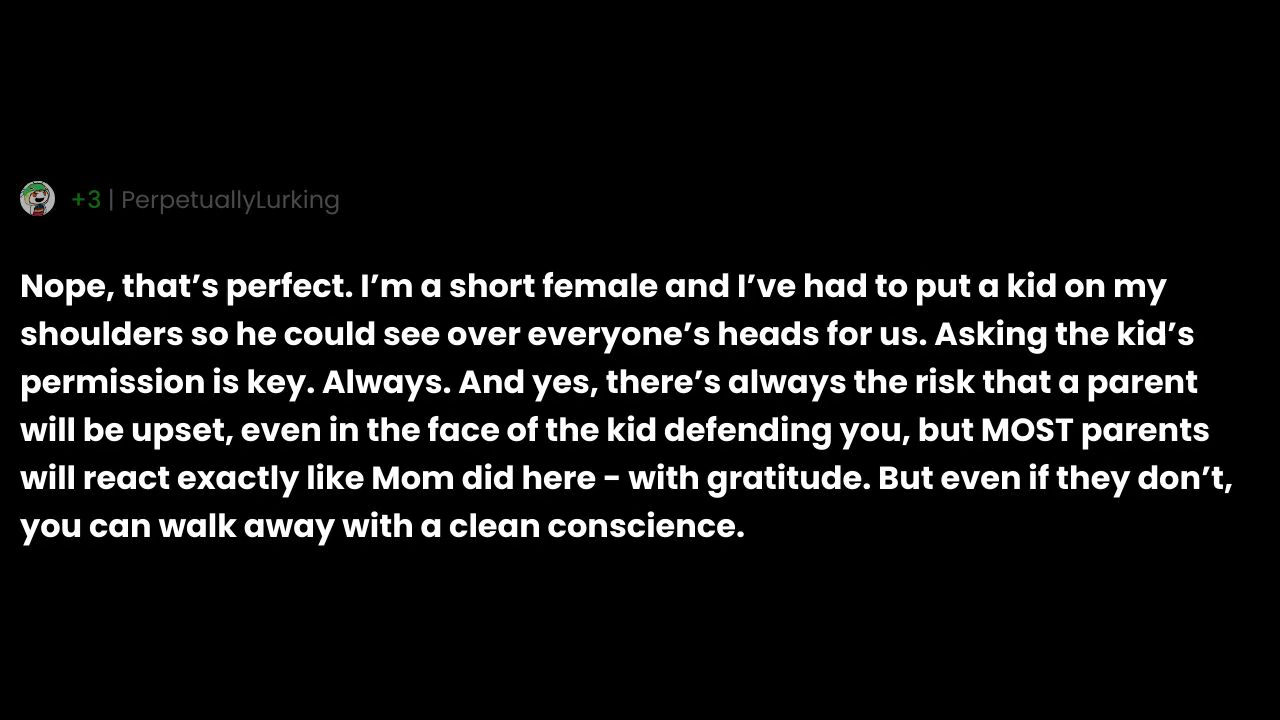 +3 | PerpetuallyLurking
Nope, that’s perfect. I’m a short female and I’ve had to put a kid on my
shoulders so he could see over everyone’s heads for us. Asking the kid’s
permission is key. Always. And yes, there’s always the risk that a parent
will be upset, even in the face of the kid defending you, but MOST parents
will react exactly like Mom did here - with gratitude. But even if they don’t,
you can walk away with a clean conscience.